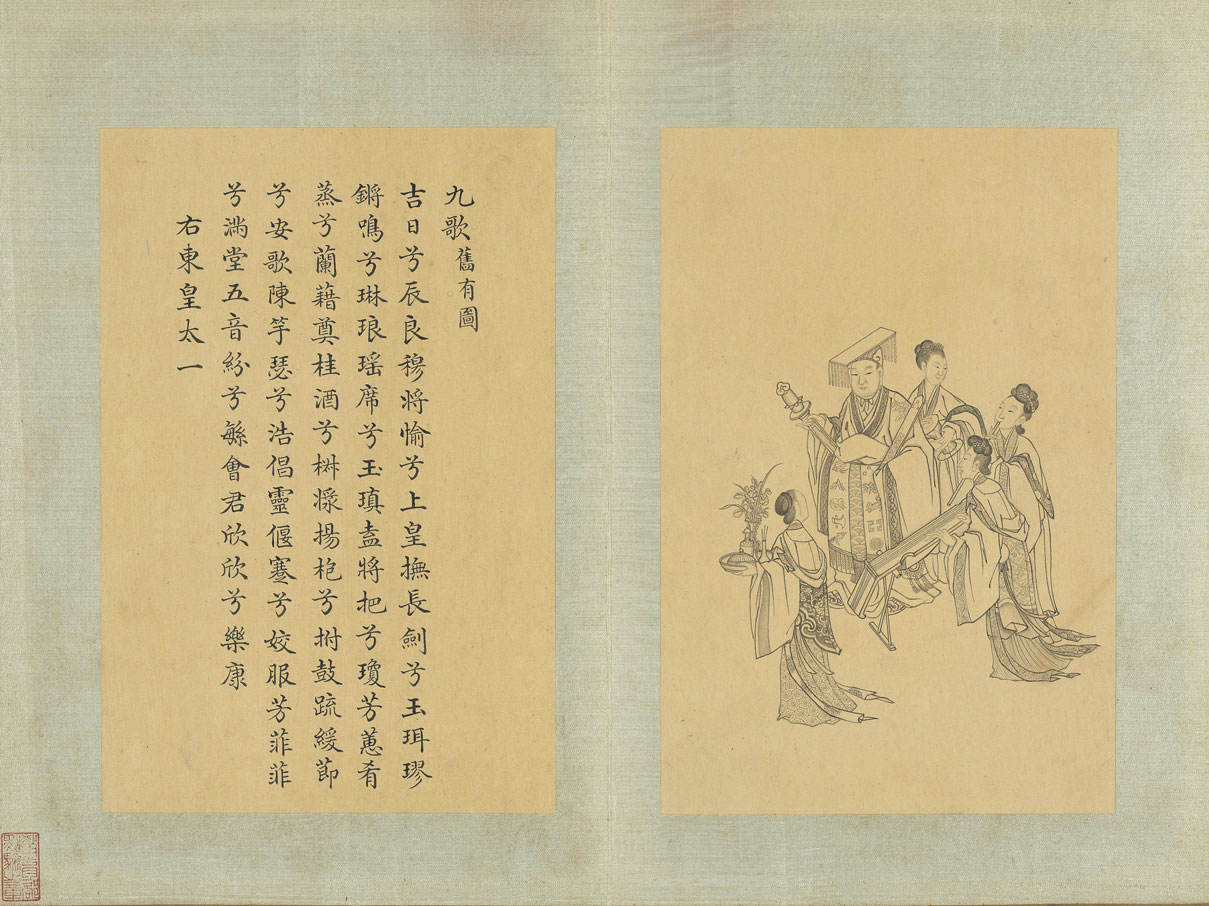 九歌舊有圖
吉日兮辰良穆將愉兮上皇撫長劍兮玉珥璆
鏘鳴兮琳琅瑶席兮玉瑱盍將把兮瓊芳蕙肴
蒸兮蘭藉奠桂酒兮椒漿揚枹兮拊鼓疏緩節
兮安歌陳竽瑟兮浩倡靈偃蹇兮姣服芳菲菲
兮滿堂五音紛兮繁會君欣欣兮樂康
右東皇太一